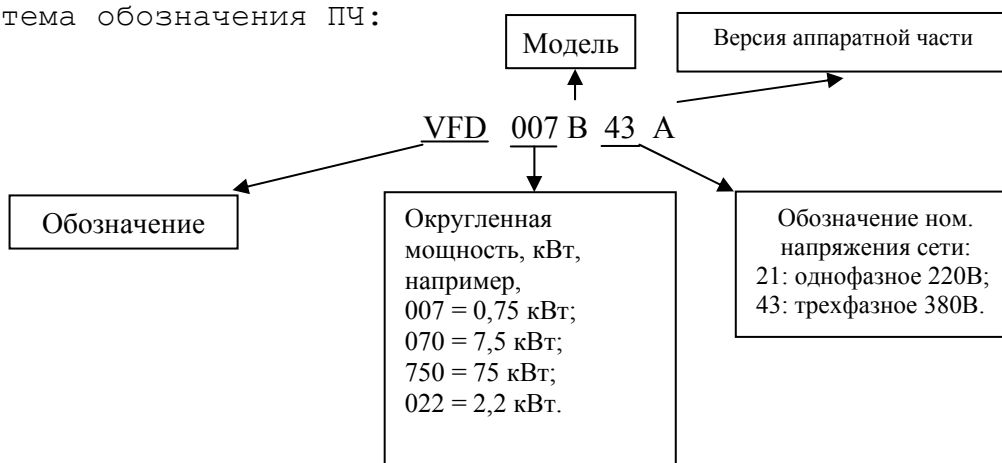 тема обозначения ПЧ:
Модель
Версия аппаратной части
VFD 007 B 43 A
Обозначение
Округленная
мощность, кВт,
например,
007 = 0,75 кВт;
070 = 7,5 кВт;
750 = 75 кВт;
022 = 2,2 кВт.
Обозначение ном.
напряжения сети:
21: однофазное 220В;
43: трехфазное 380В.